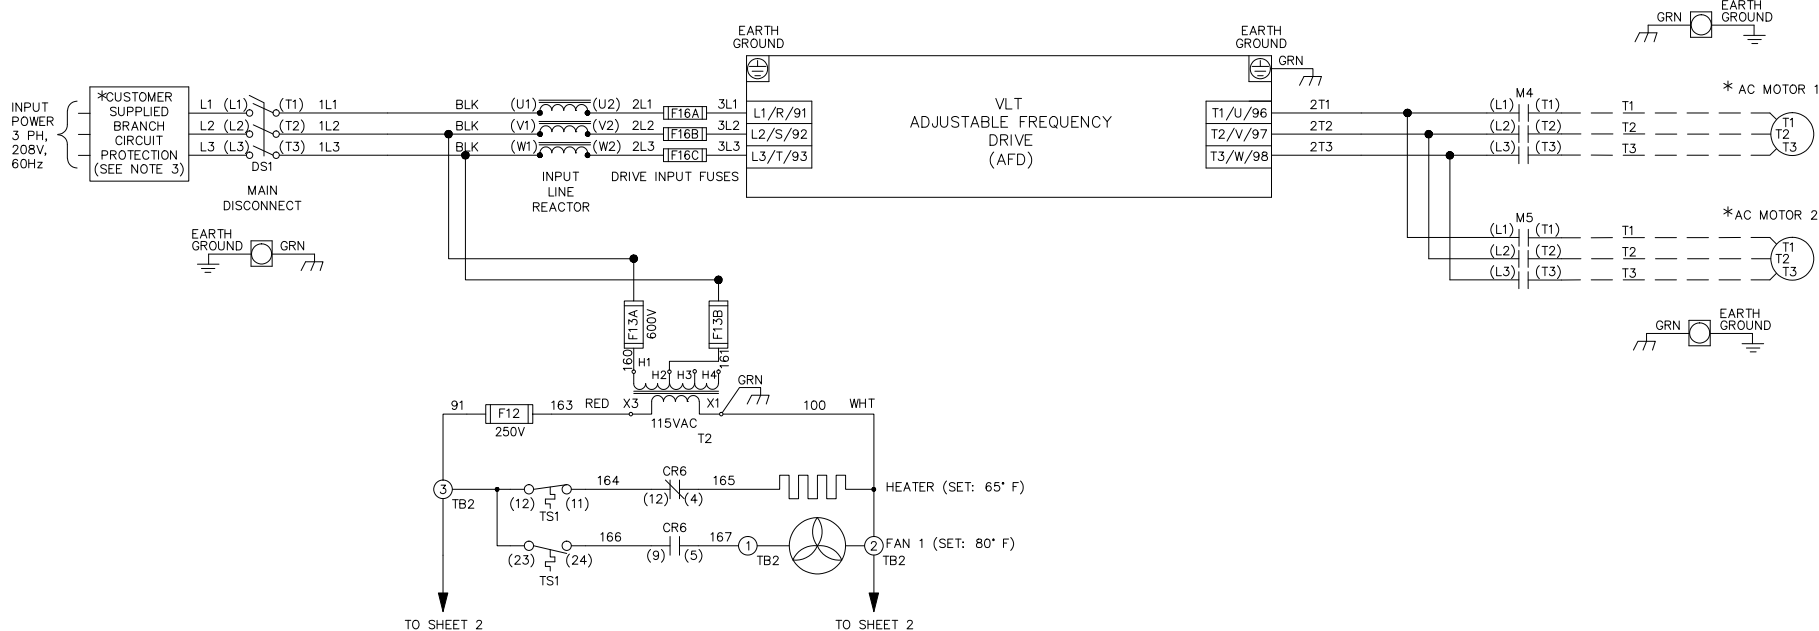 INPUT
POWER
3 PH,
208V,
60Hz
*CUSTOMER
SUPPLIED
BRANCH
CIRCUIT
PROTECTION
(SEE NOTE 3)
L1 (L1) (T1) 1L1
L2 (L2) (T2) 1L2
L3 (L3) (T3) 1L3
DS1
MAIN
DISCONNECT
EARTH
GROUND GRN
BLK (U1) (U2) 2L1 F16A 3L1
BLK (V1) (V2) 2L2 F16B 3L2
BLK (W1) (W2) 2L3 F16C 3L3
INPUT
LINE
REACTOR
DRIVE INPUT FUSES
EARTH
GROUND
L1/R/91
L2/S/92
L3/T/93
VLT
ADJUSTABLE FREQUENCY
DRIVE
(AFD)
EARTH
GROUND
GRN
T1/U/96
T2/V/97
T3/W/98
2T1
2T2
2T3
M4
(L1) (T1) T1
(L2) (T2) T2
(L3) (T3) T3
GRN EARTH
GROUND
* AC MOTOR 1
T1
T2
T3
M5
(L1) (T1) T1
(L2) (T2) T2
(L3) (T3) T3
*AC MOTOR 2
T1
T2
T3
GRN EARTH
GROUND
F13A
600V
F13B
160
161
H1 H2 H3 H4
GRN
91 F12 163 RED X3 X1 100 WHT
250V
115VAC
T2
3
TB2
(12) (11) 164 CR6 165
TS1
(12) (4)
HEATER (SET: 65° F)
(23) (24) 166 CR6 167
TS1
(9) (5)
1
TB2
2
TB2
FAN 1 (SET: 80° F)
TO SHEET 2
TO SHEET 2